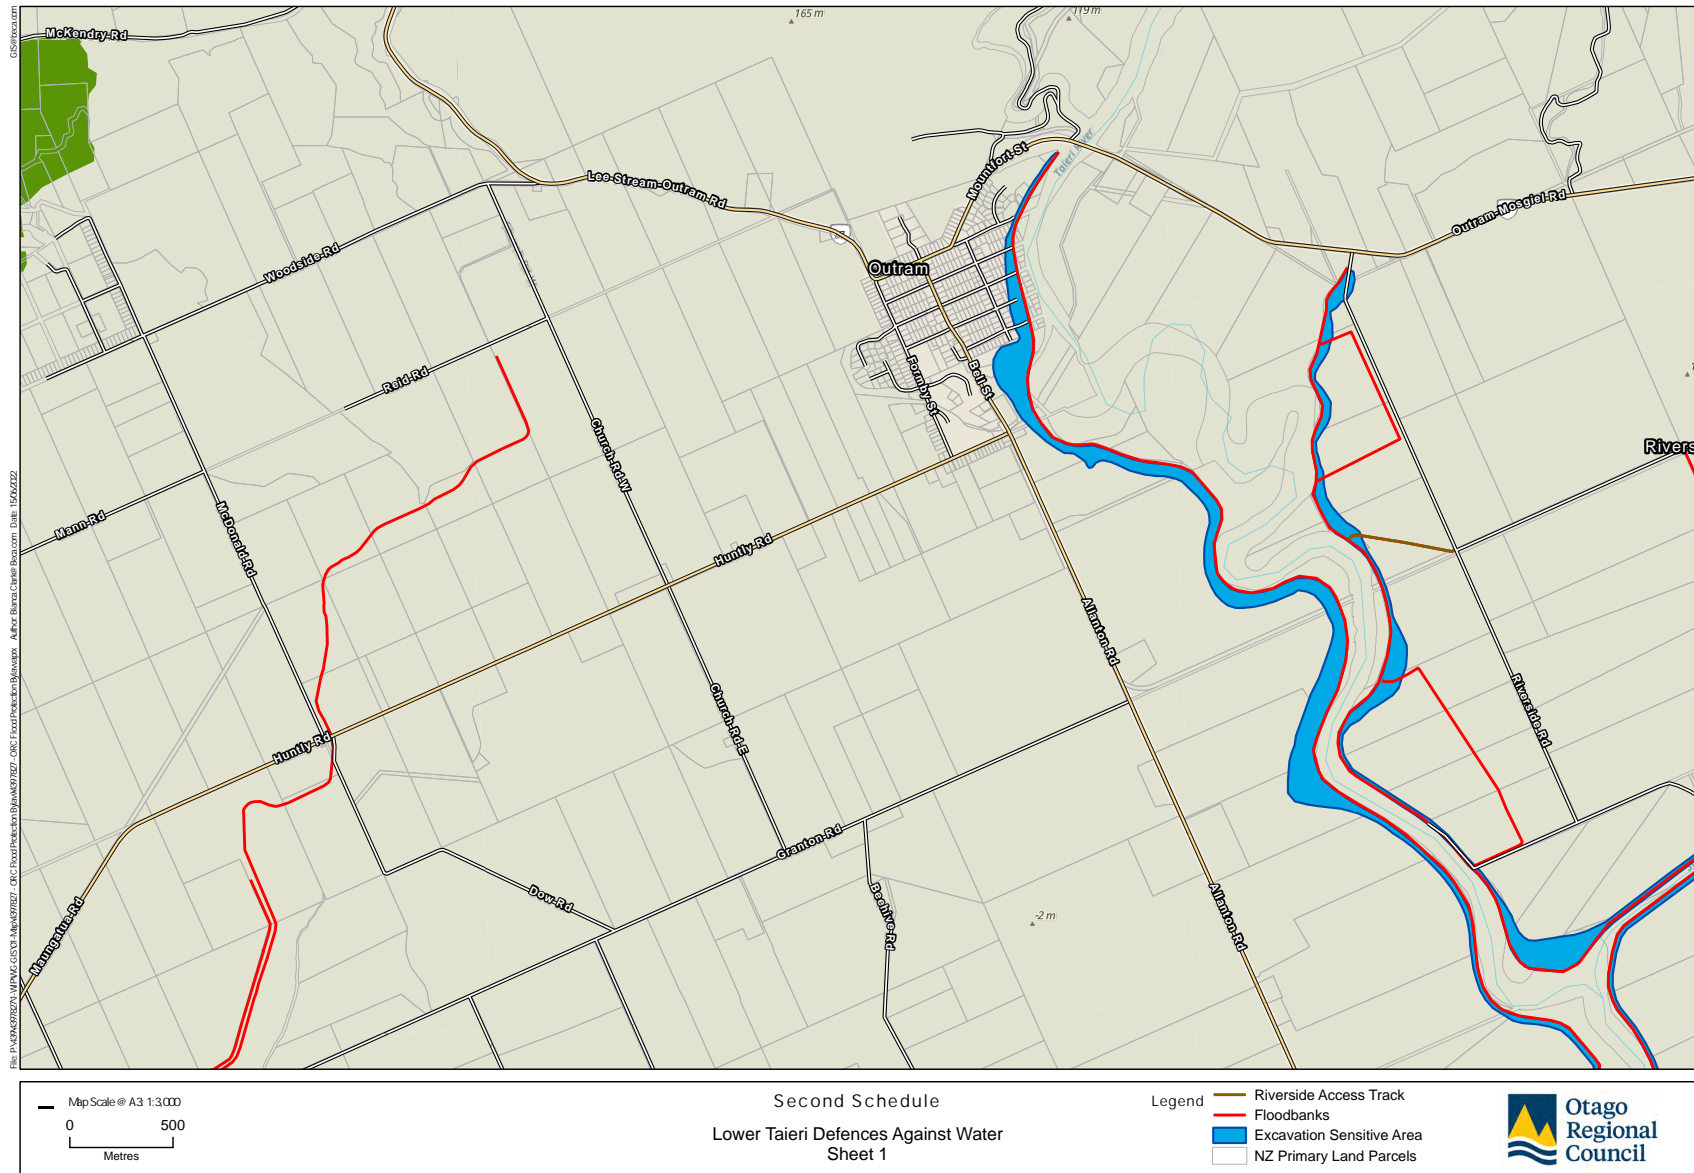 GIS@boca.com
165 m
119 m
McKendry-Rd
Taieri River
Mountfort-St
Lee-Stream-Outram-Rd
Outram-Mosgiel-Rd
87
Woodside-Rd
Outram
Reid-Rd
Formby-St
Bell-St
Church-Rd-W
Rivers
Mann-Rd
McDonald-Rd
Huntly-Rd
Allanton-Rd
Church-Rd-E
Riverside-Rd
Huntly-Rd
Granton-Rd
Dow-Rd
Beehive-Rd
-2 m
Allanton-Rd
Maungatua-Rd
Map Scale @ A3: 1:3,000
0 500
Metres
Second Schedule
Lower Taieri Defences Against Water
Sheet 1
Legend
Riverside Access Track
Floodbanks
Excavation Sensitive Area
NZ Primary Land Parcels
Otago
Regional
Council